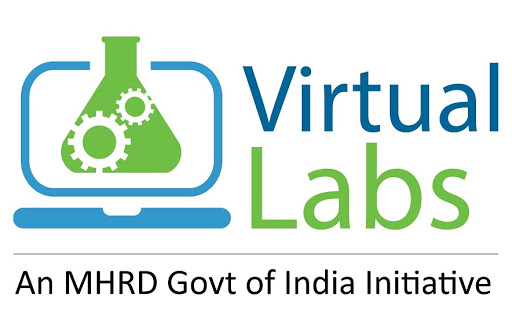 Virtual
Labs
An MHRD Govt of India Initiative